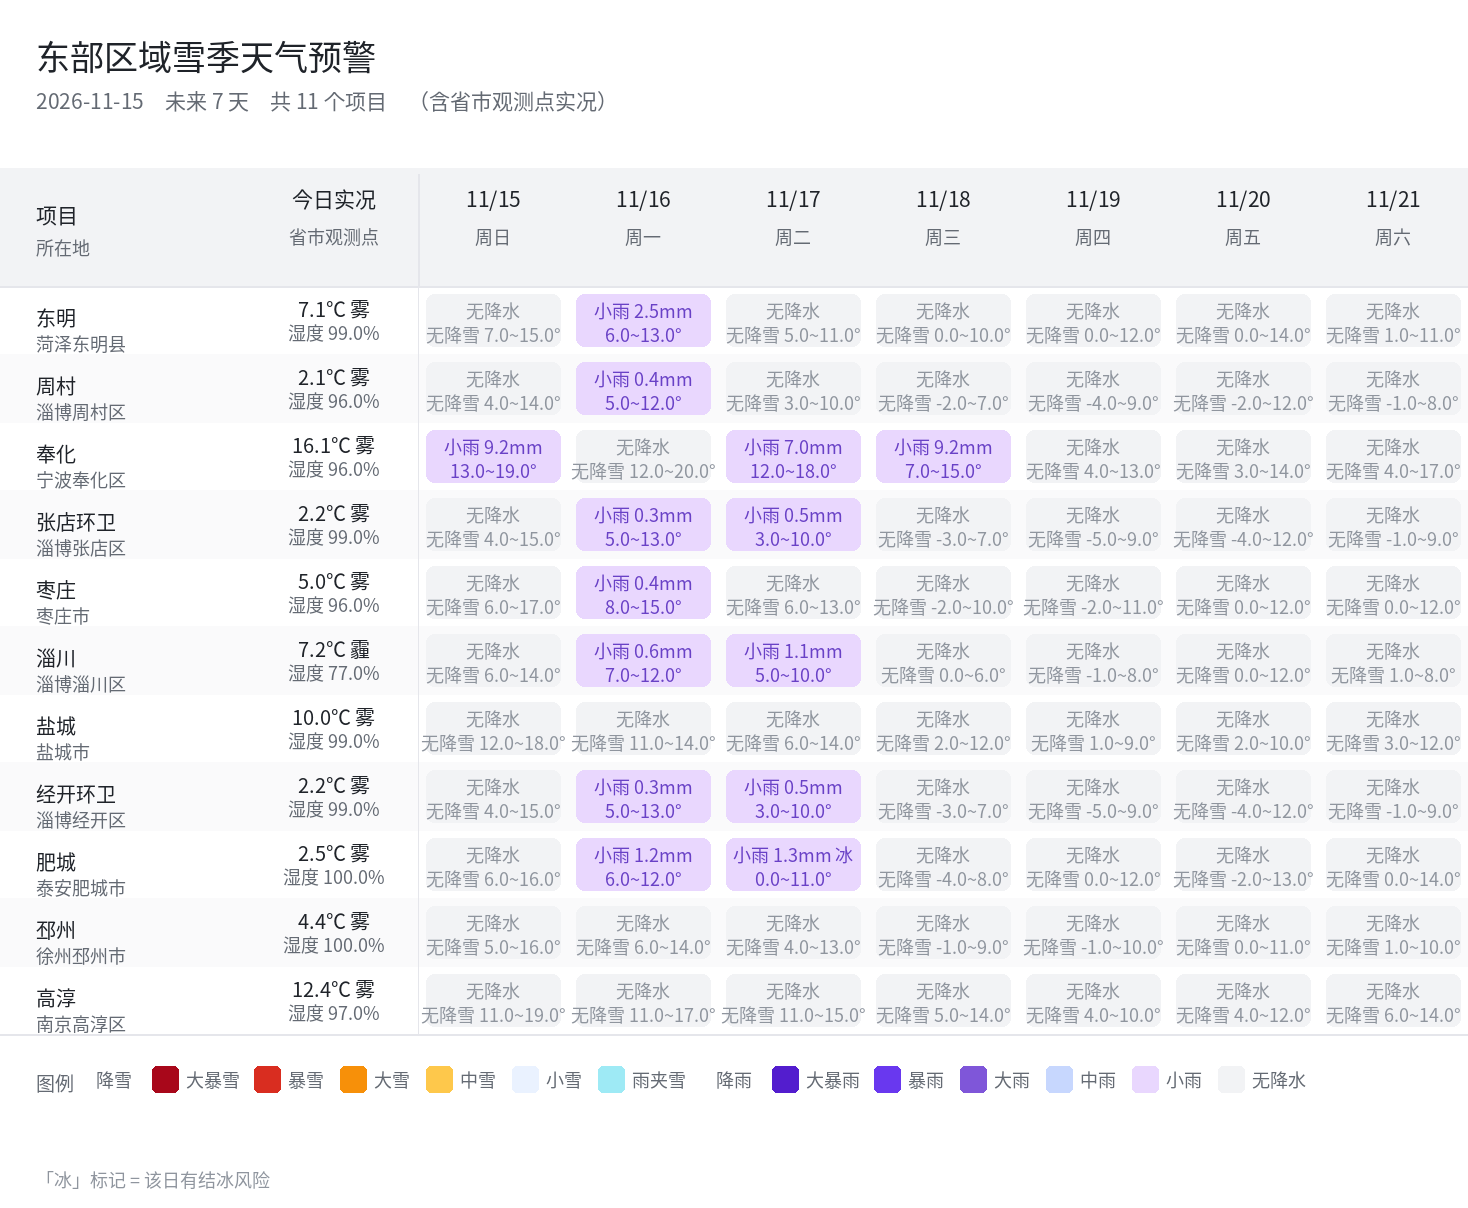 东部区域雪季天气预警
2026-11-15 未来 7 天 共 11 个项目 （含省市观测点实况）
项目 今日实况 11/15 11/16 11/17 11/18 11/19 11/20 11/21
所在地 省市观测点 周日 周一 周二 周三 周四 周五 周六
东明 7.1°C 雾 无降水 小雨 2.5mm 无降水 无降水 无降水 无降水 无降水
菏泽东明县 湿度 99.0% 无降雪 7.0~15.0° 6.0~13.0° 无降雪 5.0~11.0° 无降雪 0.0~10.0° 无降雪 0.0~12.0° 无降雪 0.0~14.0° 无降雪 1.0~11.0°
周村 2.1°C 雾 无降水 小雨 0.4mm 无降水 无降水 无降水 无降水 无降水
淄博周村区 湿度 96.0% 无降雪 4.0~14.0° 5.0~12.0° 无降雪 3.0~10.0° 无降雪 -2.0~7.0° 无降雪 -4.0~9.0° 无降雪 -2.0~12.0° 无降雪 -1.0~8.0°
奉化 16.1°C 雾 小雨 9.2mm 无降水 小雨 7.0mm 小雨 9.2mm 无降水 无降水 无降水
宁波奉化区 湿度 96.0% 13.0~19.0° 无降雪 12.0~20.0° 12.0~18.0° 7.0~15.0° 无降雪 4.0~13.0° 无降雪 3.0~14.0° 无降雪 4.0~17.0°
张店环卫 2.2°C 雾 无降水 小雨 0.3mm 小雨 0.5mm 无降水 无降水 无降水 无降水
淄博张店区 湿度 99.0% 无降雪 4.0~15.0° 5.0~13.0° 3.0~10.0° 无降雪 -3.0~7.0° 无降雪 -5.0~9.0° 无降雪 -4.0~12.0° 无降雪 -1.0~9.0°
枣庄 5.0°C 雾 无降水 小雨 0.4mm 无降水 无降水 无降水 无降水 无降水
枣庄市 湿度 96.0% 无降雪 6.0~17.0° 8.0~15.0° 无降雪 6.0~13.0° 无降雪 -2.0~10.0° 无降雪 -2.0~11.0° 无降雪 0.0~12.0° 无降雪 0.0~12.0°
淄川 7.2°C 霾 无降水 小雨 0.6mm 小雨 1.1mm 无降水 无降水 无降水 无降水
淄博淄川区 湿度 77.0% 无降雪 6.0~14.0° 7.0~12.0° 5.0~10.0° 无降雪 0.0~6.0° 无降雪 -1.0~8.0° 无降雪 0.0~12.0° 无降雪 1.0~8.0°
盐城 10.0°C 雾 无降水 无降水 无降水 无降水 无降水 无降水 无降水
盐城市 湿度 99.0% 无降雪 12.0~18.0° 无降雪 11.0~14.0° 无降雪 6.0~14.0° 无降雪 2.0~12.0° 无降雪 1.0~9.0° 无降雪 2.0~10.0° 无降雪 3.0~12.0°
经开环卫 2.2°C 雾 无降水 小雨 0.3mm 小雨 0.5mm 无降水 无降水 无降水 无降水
淄博经开区 湿度 99.0% 无降雪 4.0~15.0° 5.0~13.0° 3.0~10.0° 无降雪 -3.0~7.0° 无降雪 -5.0~9.0° 无降雪 -4.0~12.0° 无降雪 -1.0~9.0°
肥城 2.5°C 雾 无降水 小雨 1.2mm 小雨 1.3mm 冰 无降水 无降水 无降水 无降水
泰安肥城市 湿度 100.0% 无降雪 6.0~16.0° 6.0~12.0° 0.0~11.0° 无降雪 -4.0~8.0° 无降雪 0.0~12.0° 无降雪 -2.0~13.0° 无降雪 0.0~14.0°
邳州 4.4°C 雾 无降水 无降水 无降水 无降水 无降水 无降水 无降水
徐州邳州市 湿度 100.0% 无降雪 5.0~16.0° 无降雪 6.0~14.0° 无降雪 4.0~13.0° 无降雪 -1.0~9.0° 无降雪 -1.0~10.0° 无降雪 0.0~11.0° 无降雪 1.0~10.0°
高淳 12.4°C 雾 无降水 无降水 无降水 无降水 无降水 无降水 无降水
南京高淳区 湿度 97.0% 无降雪 11.0~19.0° 无降雪 11.0~17.0° 无降雪 11.0~15.0° 无降雪 5.0~14.0° 无降雪 4.0~10.0° 无降雪 4.0~12.0° 无降雪 6.0~14.0°
图例 降雪 大暴雪 暴雪 大雪 中雪 小雪 雨夹雪 降雨 大暴雨 暴雨 大雨 中雨 小雨 无降水
「冰」标记 = 该日有结冰风险